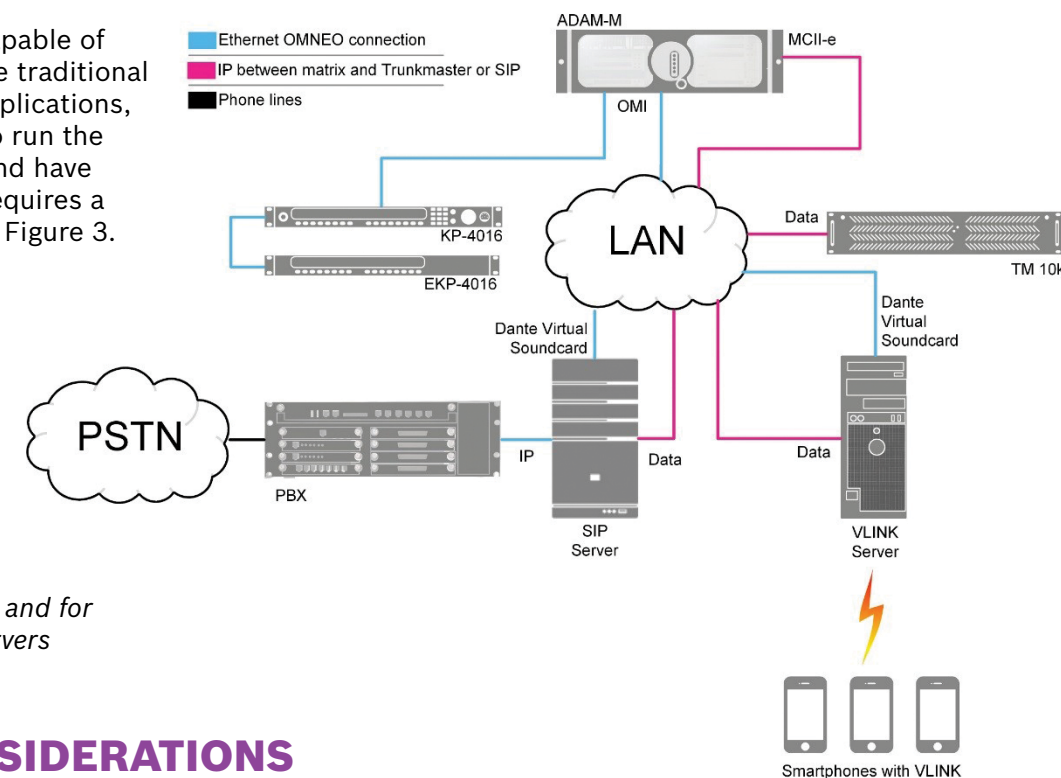 pable of
e traditional
plications,
o run the
nd have
equires a
Figure 3.
Ethernet OMNEO connection
IP between matrix and Trunkmaster or SIP
Phone lines
ADAM-M
MCII-e
OMI
KP-4016
EKP-4016
LAN
Data
TM 10k
Dante Virtual
Soundcard
Dante
Virtual
Soundcard
PSTN
PBX
IP
Data
SIP
Server
Data
VLINK
Server
and for
rvers
SIDERATIONS
Smartphones with VLINK